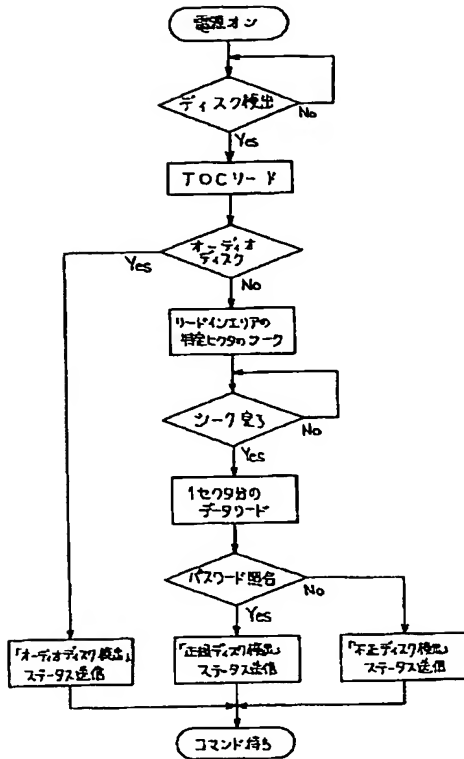 電源オン
ディスク検出
No
Yes
TOCリード
オーディオ
ディスク
Yes
No
リードインエリアの
特定セクタのシーク
シーク完了
No
Yes
1セクタ分の
データリード
パスワード照合
No
Yes
「オーディオディスク検出」
ステータス送信
「正規ディスク検出」
ステータス送信
「不正ディスク検出」
ステータス送信
コマンド待ち